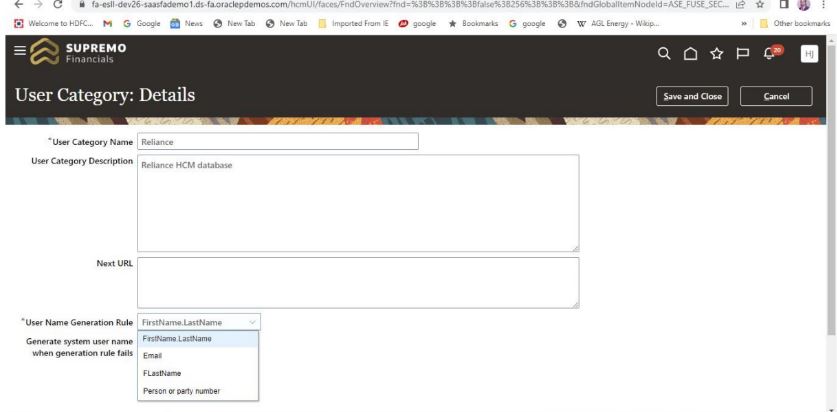 fa-esll-dev26-saasfademo1.ds-fa.oraclepdemos.com/hcmUI/faces/FndOverview?fnd=%3B%3B%3B%3Bfalse%3B256%3B%3B%3B&fndGlobalItemNodeId=ASE_FUSE_SEC...
Welcome to HDFC... M G Google News New Tab New Tab Imported From IE google Bookmarks G google W AGL Energy - Wikip... » Other bookmarks
SUPREMO
Financials
20
HJ
User Category: Details
Save and Close
Cancel
*User Category Name Reliance
User Category Description Reliance HCM database
Next URL
*User Name Generation Rule FirstName.LastName
Generate system user name
when generation rule fails
FirstName.LastName
Email
FLastName
Person or party number